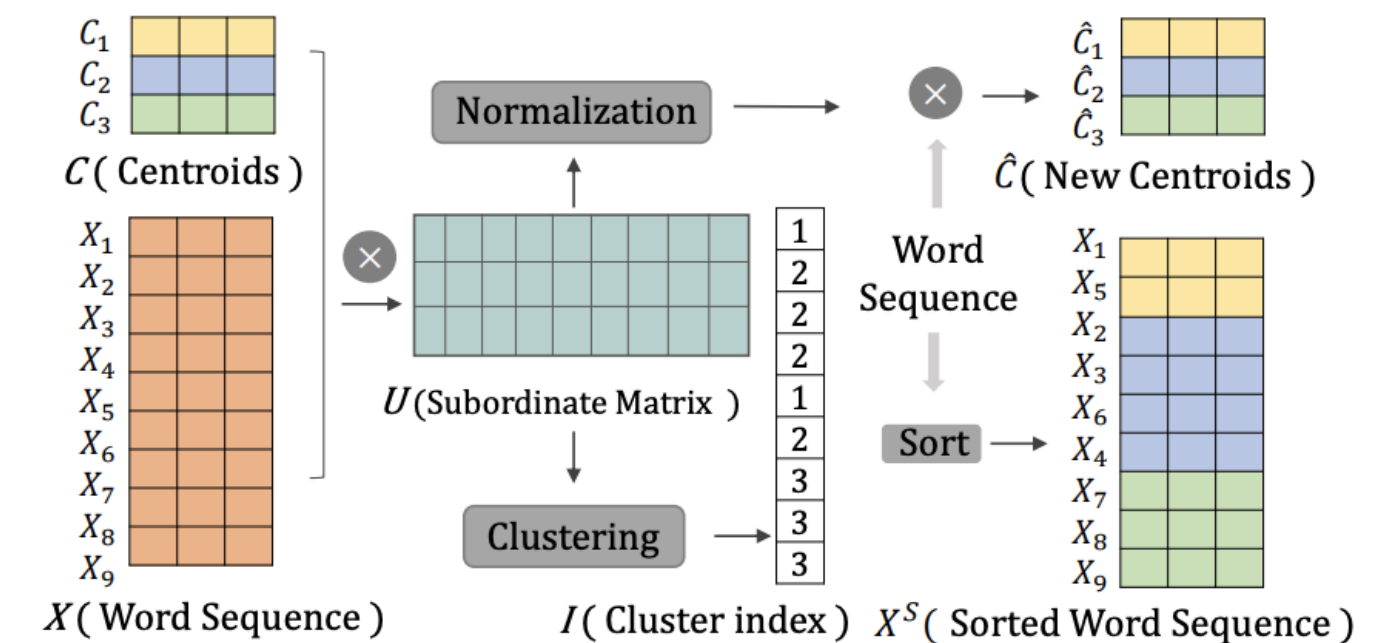 C₁
C₂
C₃
C ( Centroids )
X₁
X₂
X₃
X₄
X₅
X₆
X₇
X₈
X₉
X ( Word Sequence )
×
Normalization
U (Subordinate Matrix )
Clustering
1
2
2
2
1
2
3
3
3
I ( Cluster index )
×
Word
Sequence
Sort
Ĉ₁
Ĉ₂
Ĉ₃
Ĉ ( New Centroids )
X₁
X₅
X₂
X₃
X₆
X₄
X₇
X₈
X₉
Xˢ ( Sorted Word Sequence )